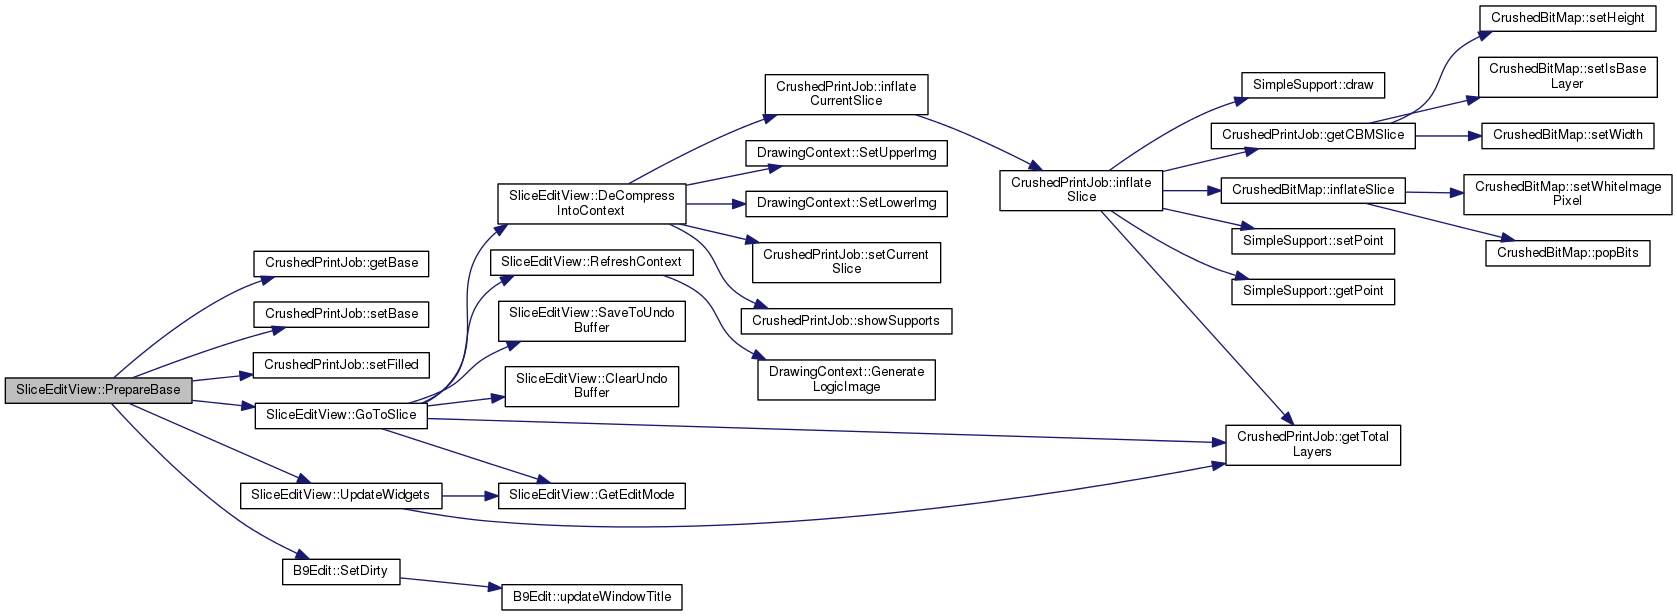 CrushedBitMap::setHeight
CrushedBitMap::setIsBase
Layer
SimpleSupport::draw
CrushedPrintJob::inflate
CurrentSlice
CrushedPrintJob::getCBMSlice
CrushedBitMap::setWidth
DrawingContext::SetUpperImg
CrushedPrintJob::inflate
Slice
CrushedBitMap::inflateSlice
CrushedBitMap::setWhiteImage
Pixel
SliceEditView::DeCompress
IntoContext
DrawingContext::SetLowerImg
SimpleSupport::setPoint
CrushedBitMap::popBits
CrushedPrintJob::getBase
SliceEditView::RefreshContext
CrushedPrintJob::setCurrent
Slice
SimpleSupport::getPoint
CrushedPrintJob::setBase
SliceEditView::SaveToUndo
Buffer
CrushedPrintJob::showSupports
CrushedPrintJob::setFilled
SliceEditView::ClearUndo
Buffer
DrawingContext::Generate
LogicImage
SliceEditView::PrepareBase
SliceEditView::GoToSlice
CrushedPrintJob::getTotal
Layers
SliceEditView::UpdateWidgets
SliceEditView::GetEditMode
B9Edit::SetDirty
B9Edit::updateWindowTitle